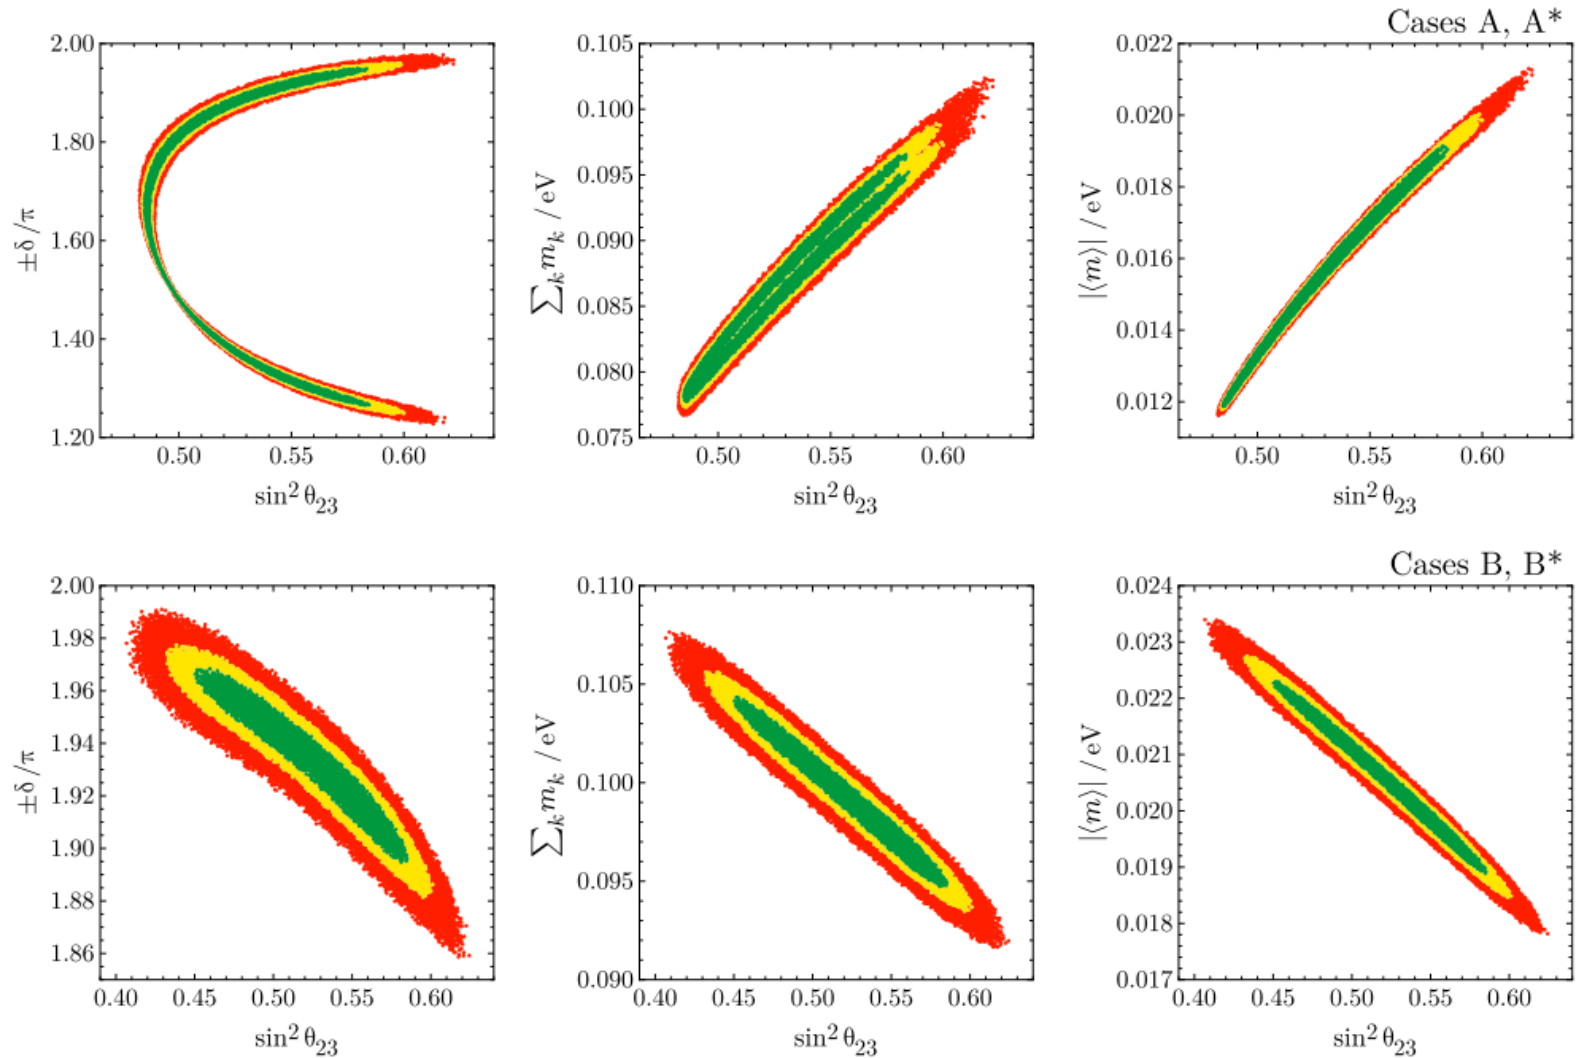 Cases A, A*
2.00
1.80
1.60
1.40
1.20
±δ/π
0.50 0.55 0.60
sin² θ₂₃
0.105
0.100
0.095
0.090
0.085
0.080
0.075
∑ₖ mₖ / eV
0.50 0.55 0.60
sin² θ₂₃
0.022
0.020
0.018
0.016
0.014
0.012
|⟨m⟩| / eV
0.50 0.55 0.60
sin² θ₂₃
Cases B, B*
2.00
1.98
1.96
1.94
1.92
1.90
1.88
1.86
±δ/π
0.40 0.45 0.50 0.55 0.60
sin² θ₂₃
0.110
0.105
0.100
0.095
0.090
∑ₖ mₖ / eV
0.40 0.45 0.50 0.55 0.60
sin² θ₂₃
0.024
0.023
0.022
0.021
0.020
0.019
0.018
0.017
|⟨m⟩| / eV
0.40 0.45 0.50 0.55 0.60
sin² θ₂₃